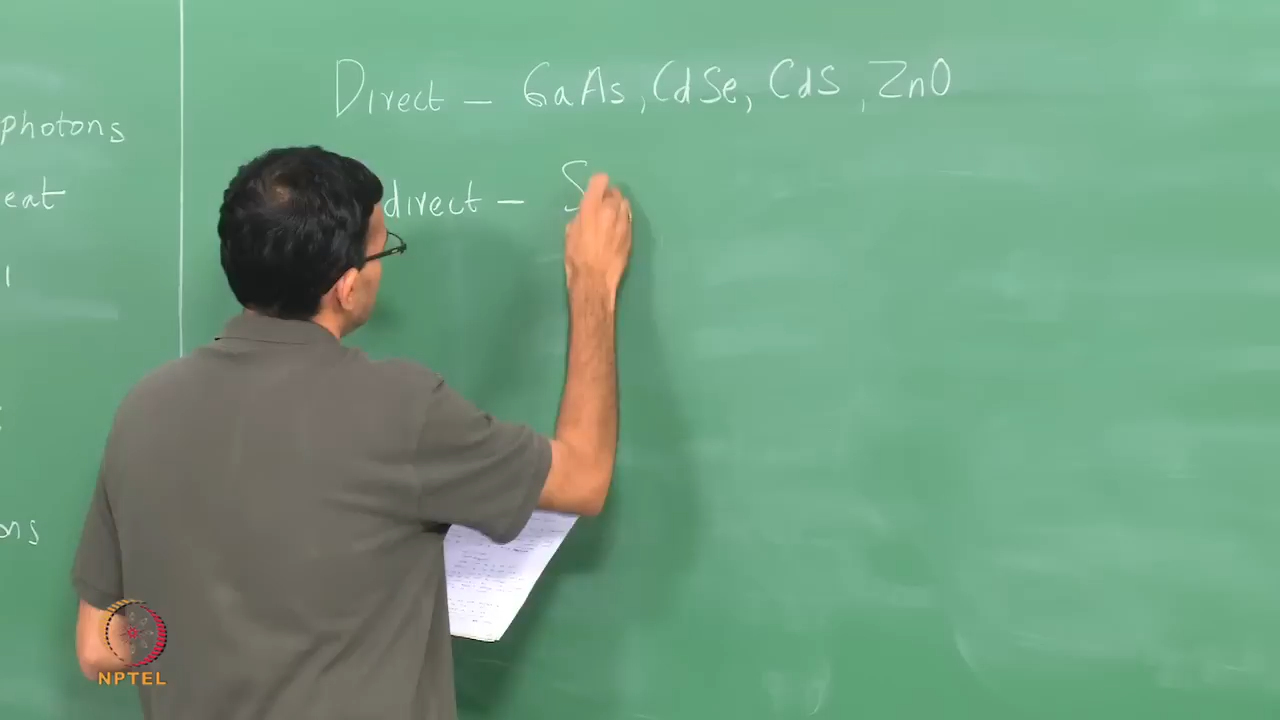 Direct - GaAs, CdSe, CdS, ZnO
photons
direct - S
eat
ons
NPTEL